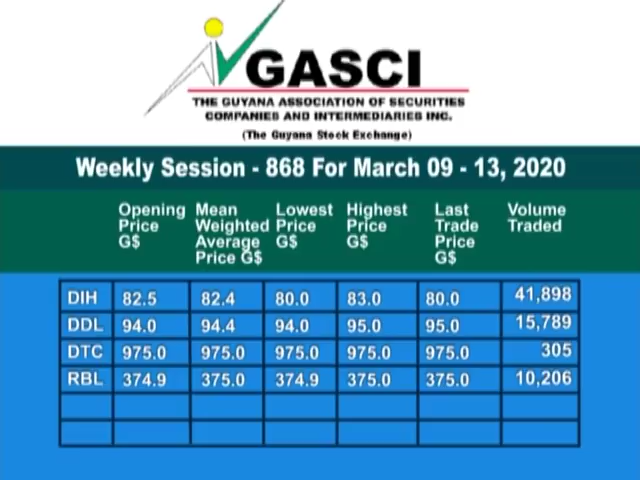 GASCI
THE GUYANA ASSOCIATION OF SECURITIES
COMPANIES AND INTERMEDIARIES INC.
(The Guyana Stock Exchange)
Weekly Session - 868 For March 09 - 13, 2020
Opening Price G$ Mean Weighted Average Price G$ Lowest Price G$ Highest Price G$ Last Trade Price G$ Volume Traded
DIH 82.5 82.4 80.0 83.0 80.0 41,898
DDL 94.0 94.4 94.0 95.0 95.0 15,789
DTC 975.0 975.0 975.0 975.0 975.0 305
RBL 374.9 375.0 374.9 375.0 375.0 10,206